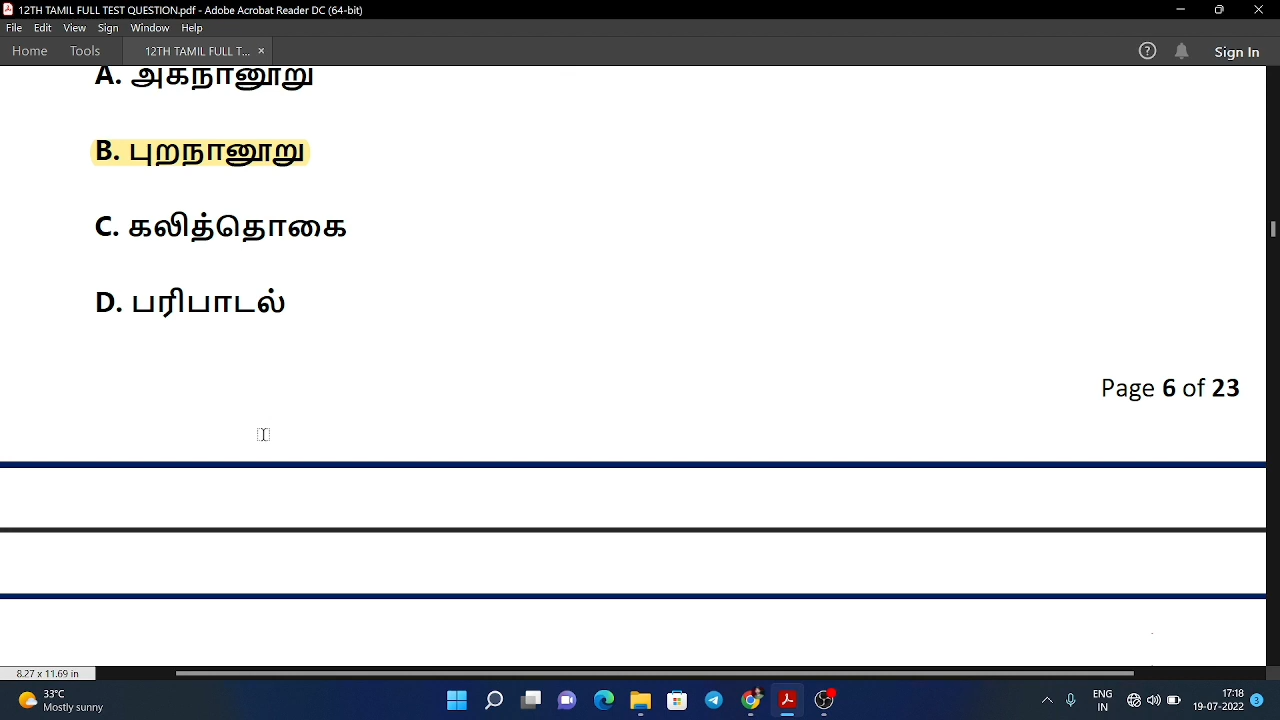 12TH TAMIL FULL TEST QUESTION.pdf - Adobe Acrobat Reader DC (64-bit)
File Edit View Sign Window Help
Home Tools 12TH TAMIL FULL T... × Sign In
A. அகநானூறு
B. புறநானூறு
C. கலித்தொகை
D. பரிபாடல்
Page 6 of 23
8.27 x 11.69 in
33°C
Mostly sunny
ENG
IN
17:18
19-07-2022
3